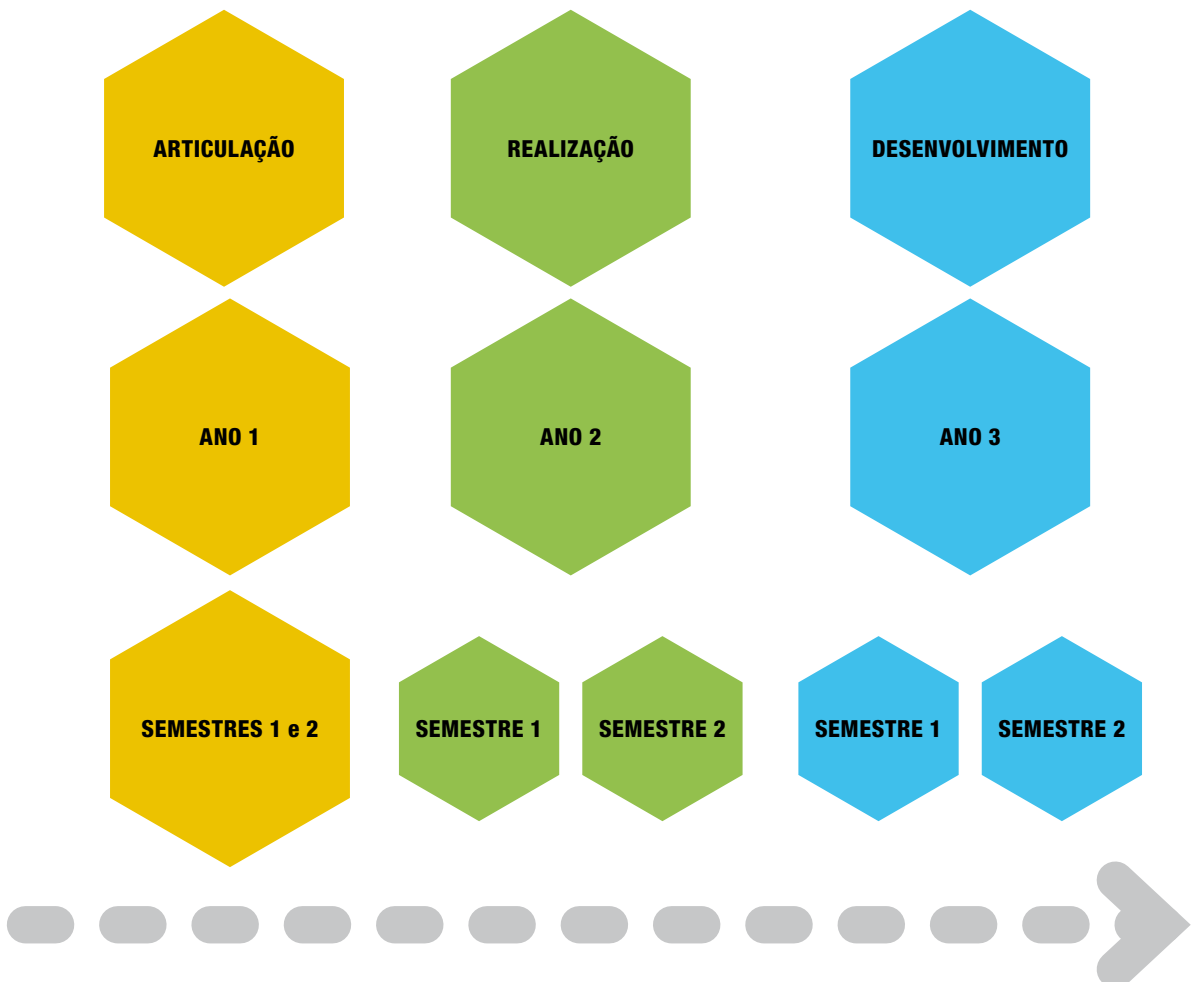 ARTICULAÇÃO
REALIZAÇÃO
DESENVOLVIMENTO
ANO 1
ANO 2
ANO 3
SEMESTRES 1 e 2
SEMESTRE 1
SEMESTRE 2
SEMESTRE 1
SEMESTRE 2